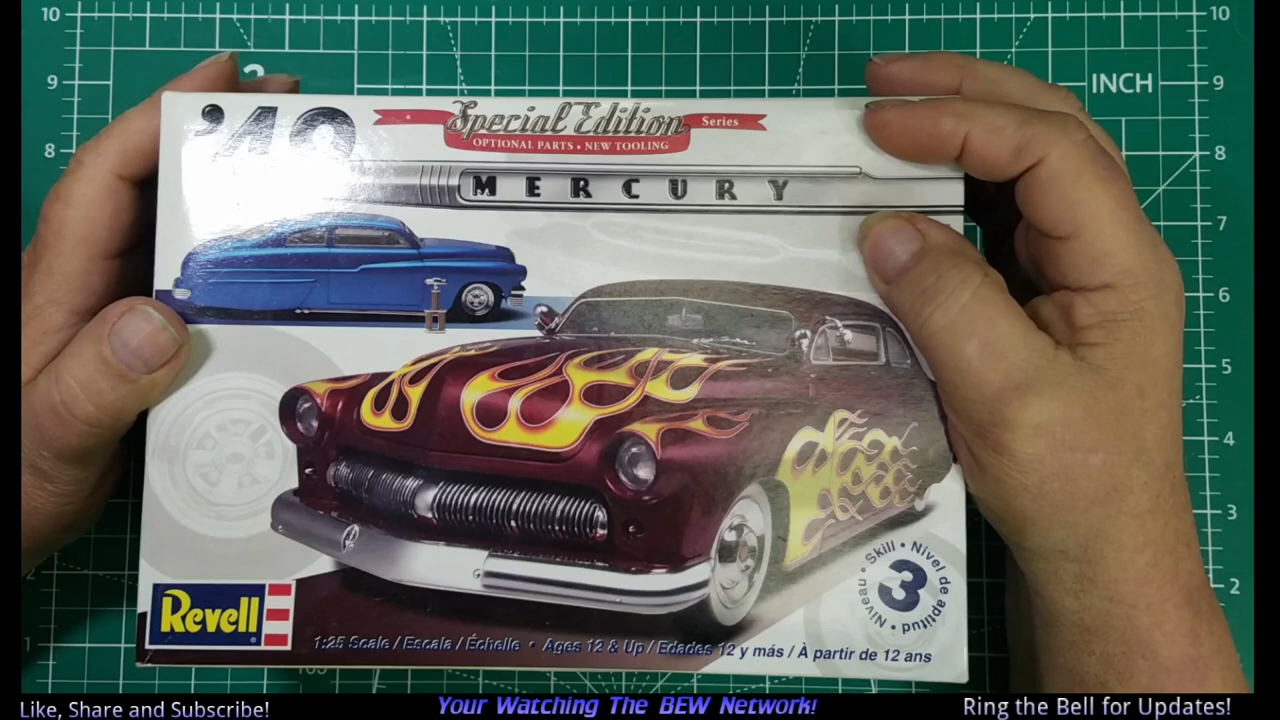 10
10
INCH
9
9
8
8
7
6
5
4
3
2
2
1
'49
Special Edition Series
OPTIONAL PARTS • NEW TOOLING
MERCURY
Revell
Skill • Nivel de aptitud • Niveau •
3
1:25 Scale / Escala / Échelle • Ages 12 & Up / Edades 12 y más / À partir de 12 ans
Like, Share and Subscribe!
Your Watching The BEW Network!
Ring the Bell for Updates!